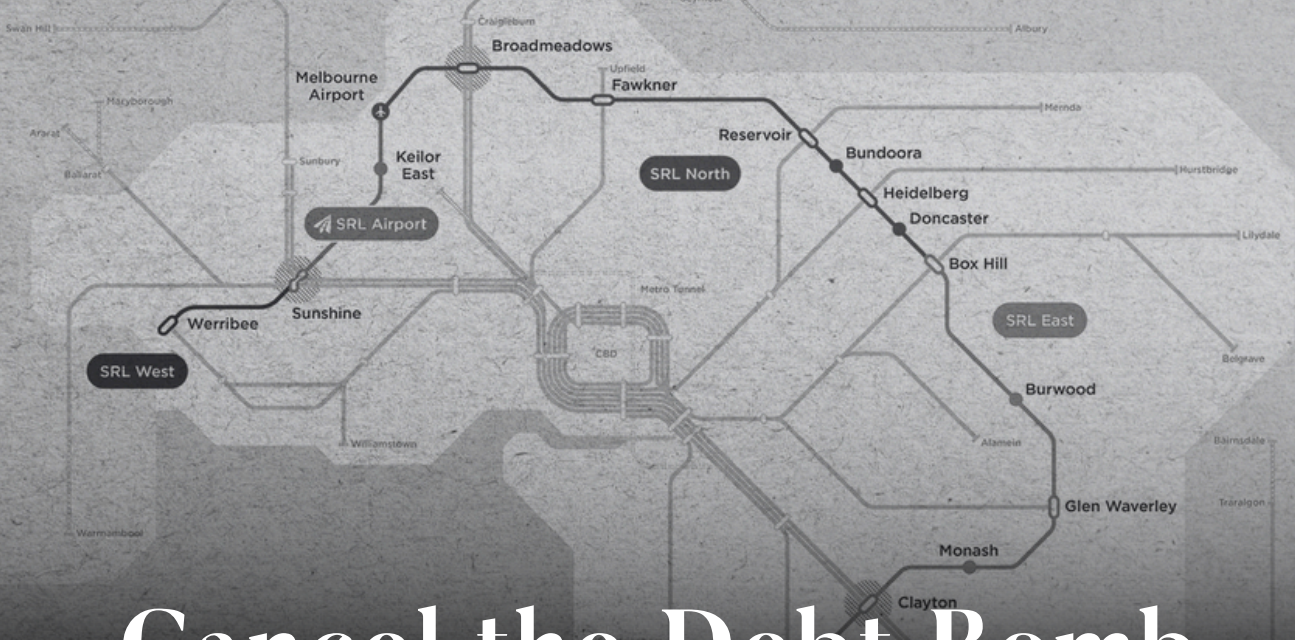 Swan Hill
Craigieburn
Albury
Broadmeadows
Melbourne
Airport
Upfield
Fawkner
Maryborough
Mernda
Ararat
Reservoir
Bundoora
Sunbury
Keilor
East
Ballarat
SRL North
Hurstbridge
Heidelberg
Doncaster
SRL Airport
Lilydale
Box Hill
Metro Tunnel
Sunshine
Werribee
SRL East
CBD
Belgrave
SRL West
Burwood
Williamstown
Alamein
Bairnsdale
Traralgon
Glen Waverley
Warrnambool
Monash
Clayton
Cancel the Debt Bomb